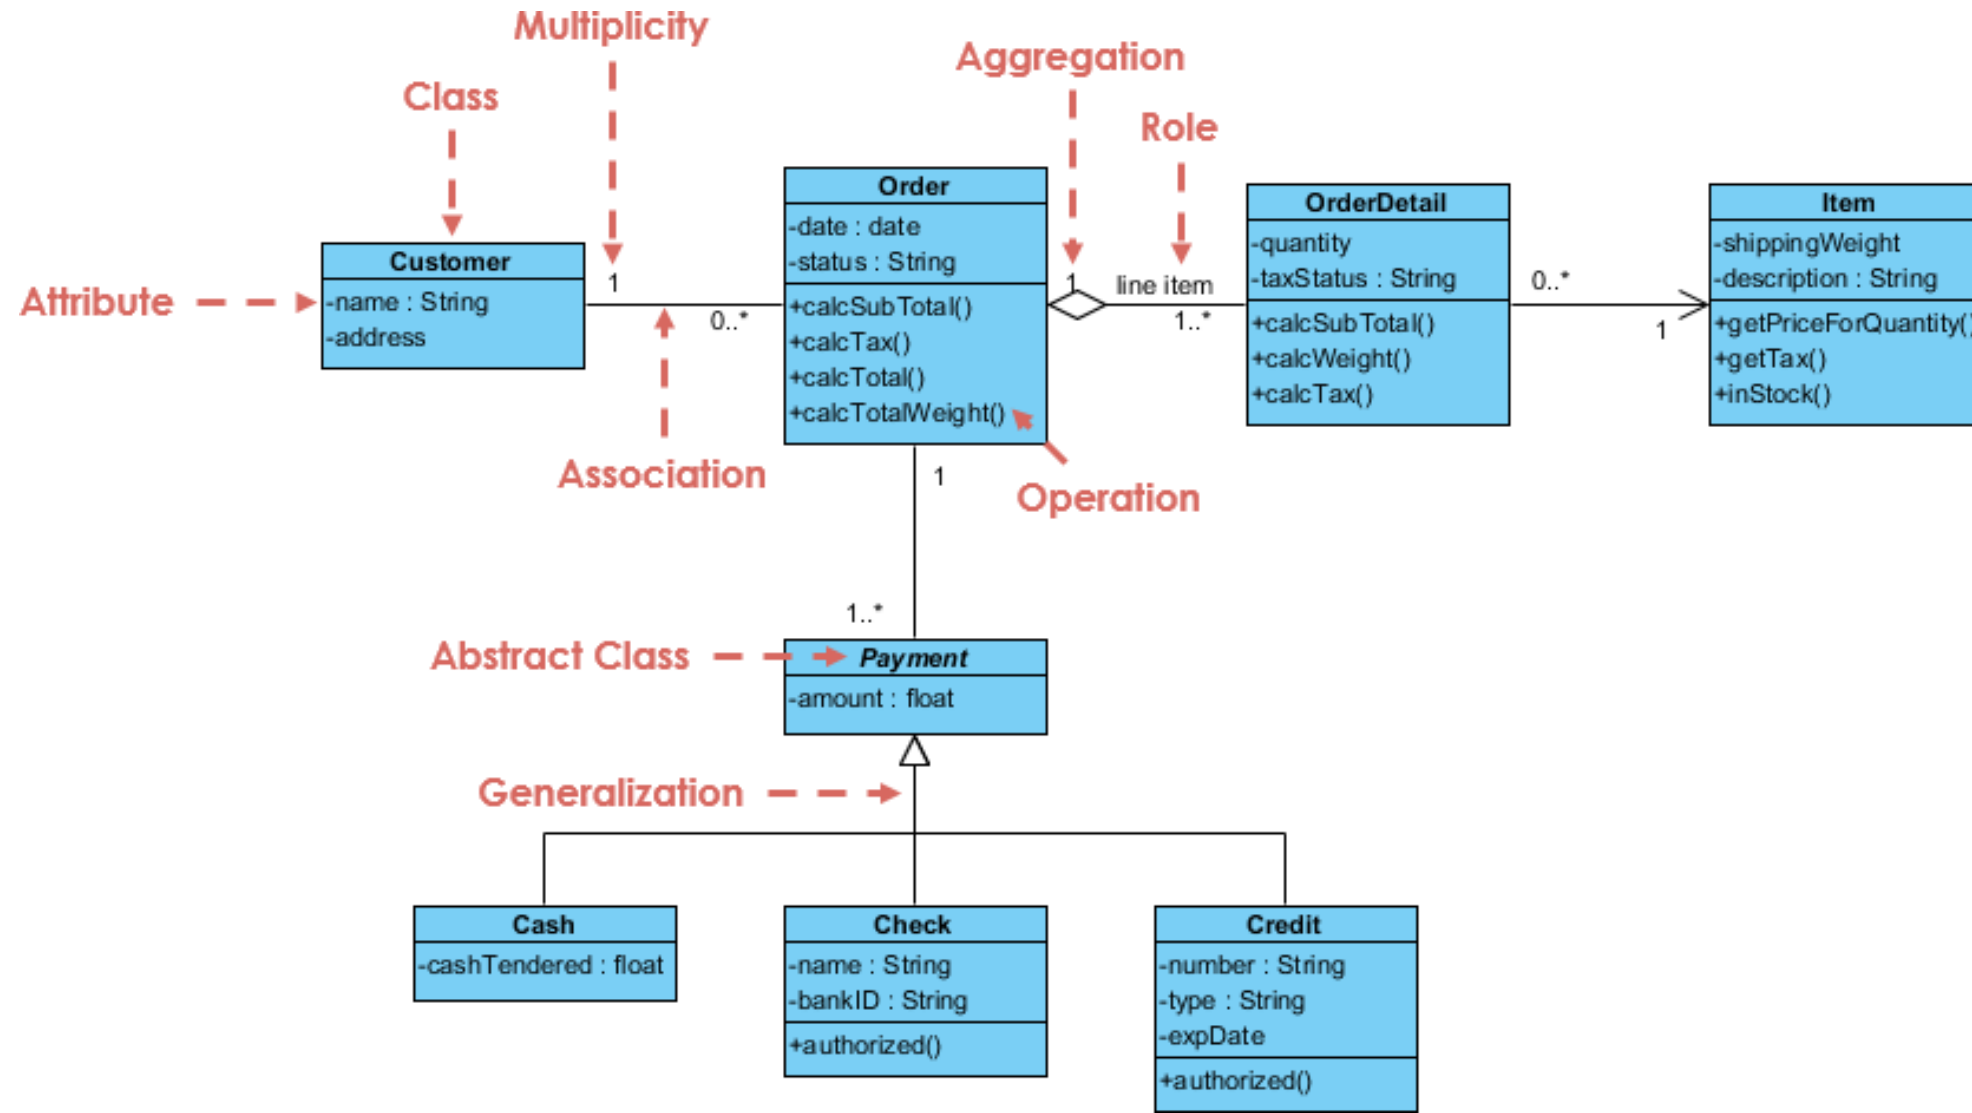 Multiplicity
Aggregation
Class
Role
Attribute
Customer
-name : String
-address
1
0..*
Association
Order
-date : date
-status : String
+calcSubTotal()
+calcTax()
+calcTotal()
+calcTotalWeight()
Operation
1
line item
1..*
OrderDetail
-quantity
-taxStatus : String
+calcSubTotal()
+calcWeight()
+calcTax()
0..*
1
Item
-shippingWeight
-description : String
+getPriceForQuantity()
+getTax()
+inStock()
1
1..*
Abstract Class
Payment
-amount : float
Generalization
Cash
-cashTendered : float
Check
-name : String
-bankID : String
+authorized()
Credit
-number : String
-type : String
-expDate
+authorized()